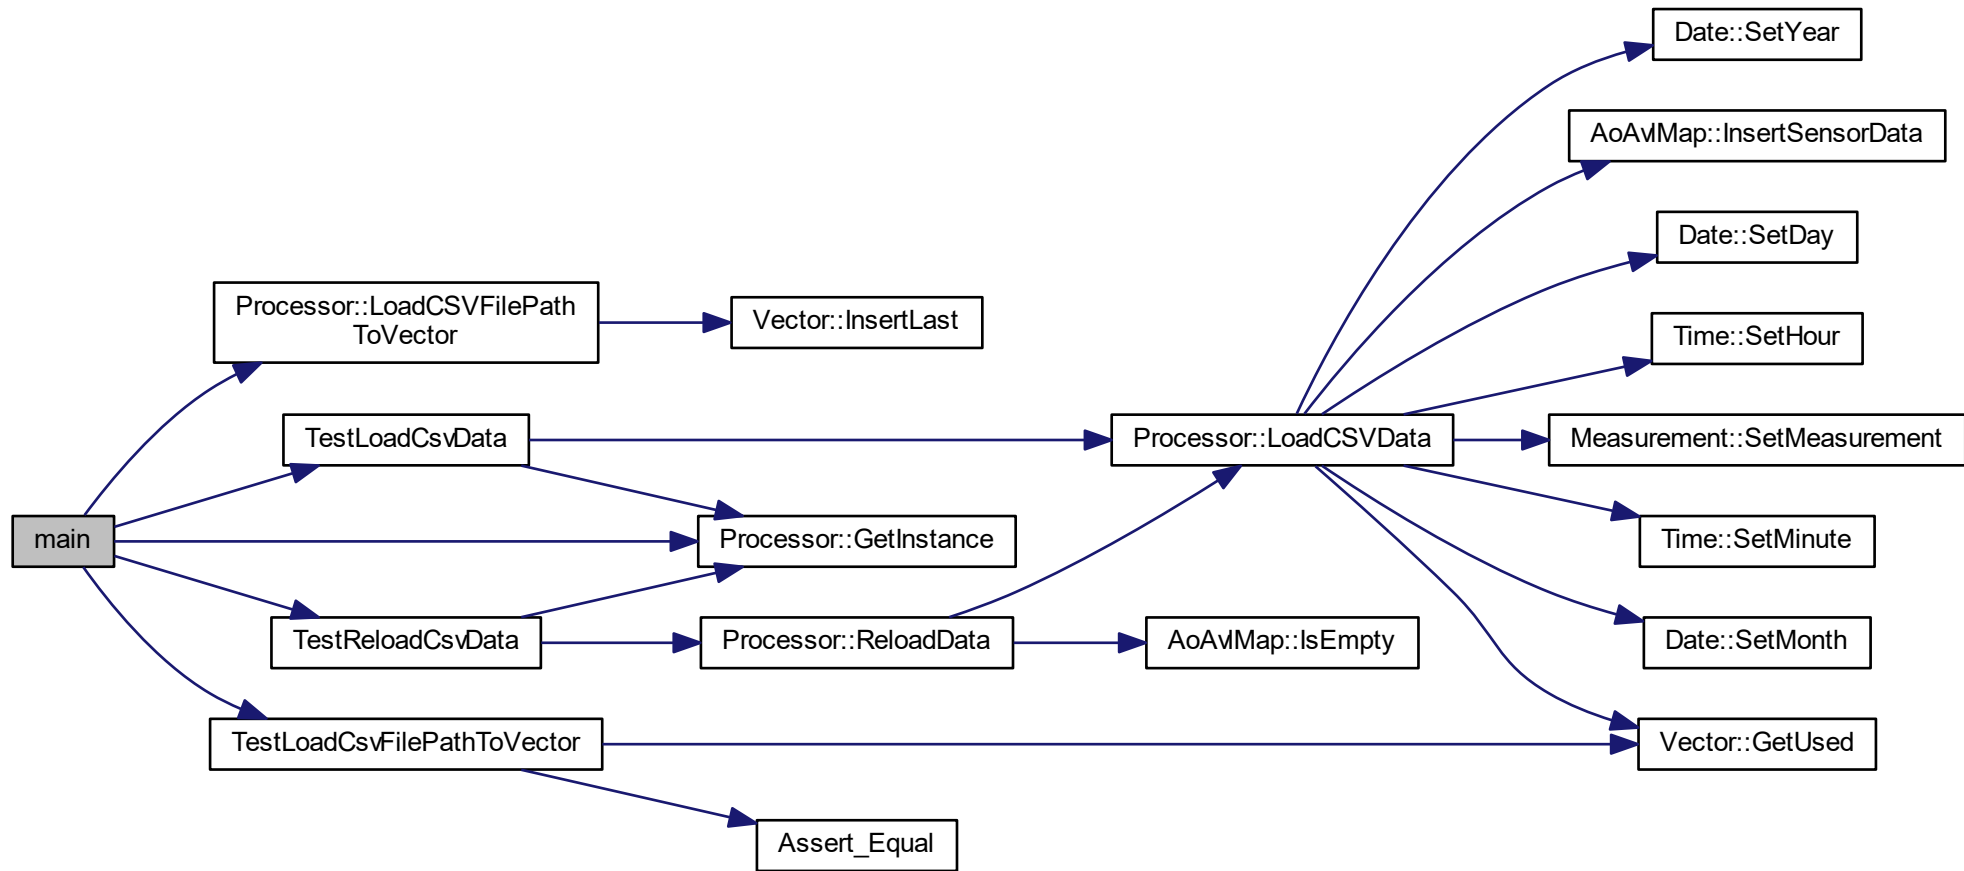 main
Processor::LoadCSVFilePath
ToVector
TestLoadCsvData
TestReloadCsvData
TestLoadCsvFilePathToVector
Vector::InsertLast
Processor::GetInstance
Processor::ReloadData
Assert_Equal
Processor::LoadCSVData
AoAvlMap::IsEmpty
Date::SetYear
AoAvlMap::InsertSensorData
Date::SetDay
Time::SetHour
Measurement::SetMeasurement
Time::SetMinute
Date::SetMonth
Vector::GetUsed